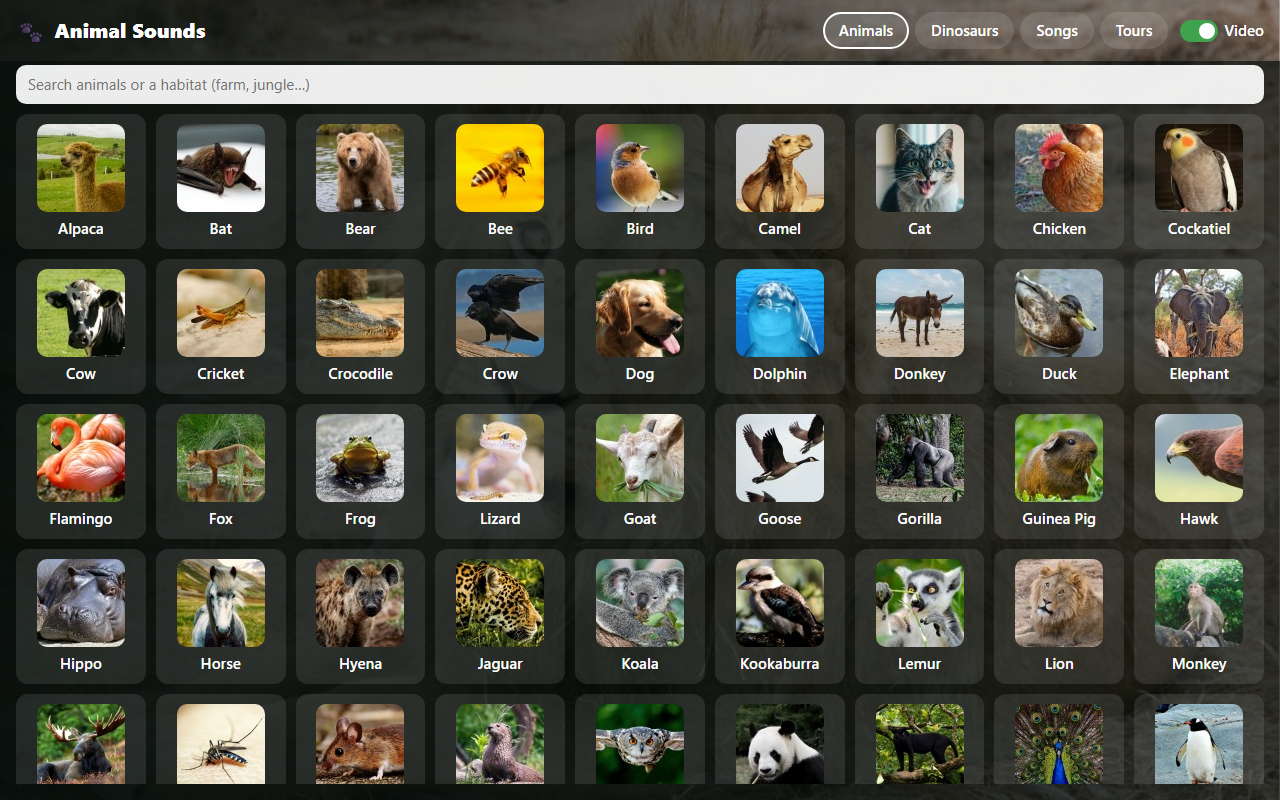 Animal Sounds
Animals
Dinosaurs
Songs
Tours
Video
Search animals or a habitat (farm, jungle...)
Alpaca
Bat
Bear
Bee
Bird
Camel
Cat
Chicken
Cockatiel
Cow
Cricket
Crocodile
Crow
Dog
Dolphin
Donkey
Duck
Elephant
Flamingo
Fox
Frog
Lizard
Goat
Goose
Gorilla
Guinea Pig
Hawk
Hippo
Horse
Hyena
Jaguar
Koala
Kookaburra
Lemur
Lion
Monkey